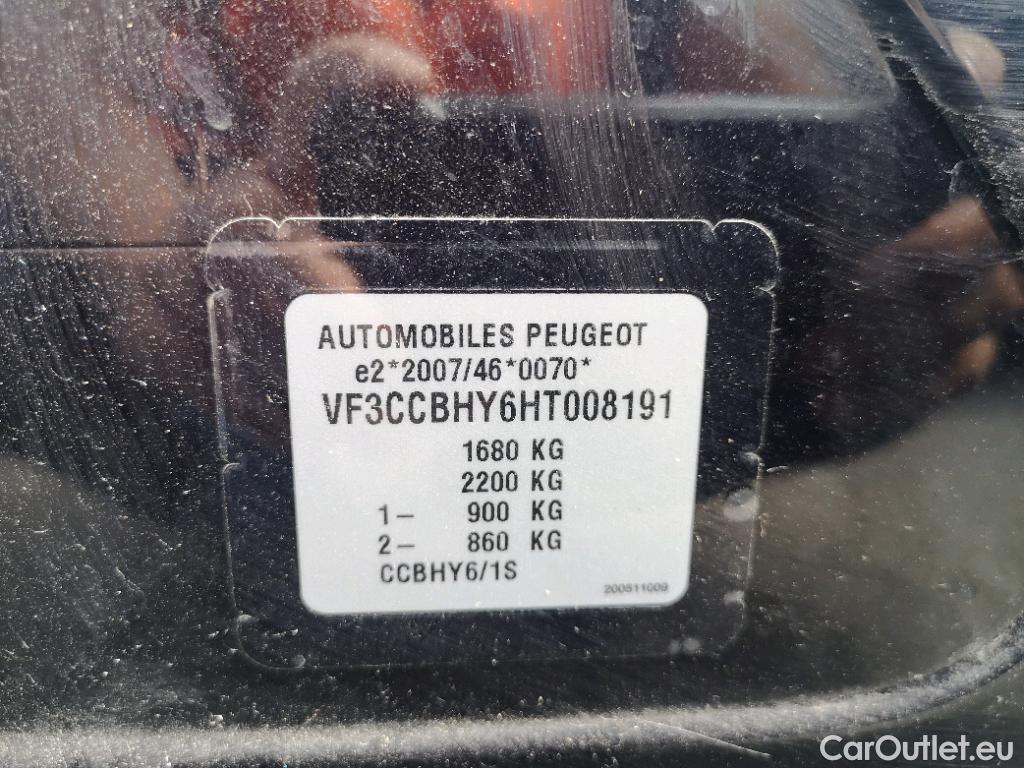 AUTOMOBILES PEUGEOT
e2*2007/46*0070*
VF3CCBHY6HT008191
1680 KG
2200 KG
1- 900 KG
2- 860 KG
CCBHY6/1S
200511009
CarOutlet.eu